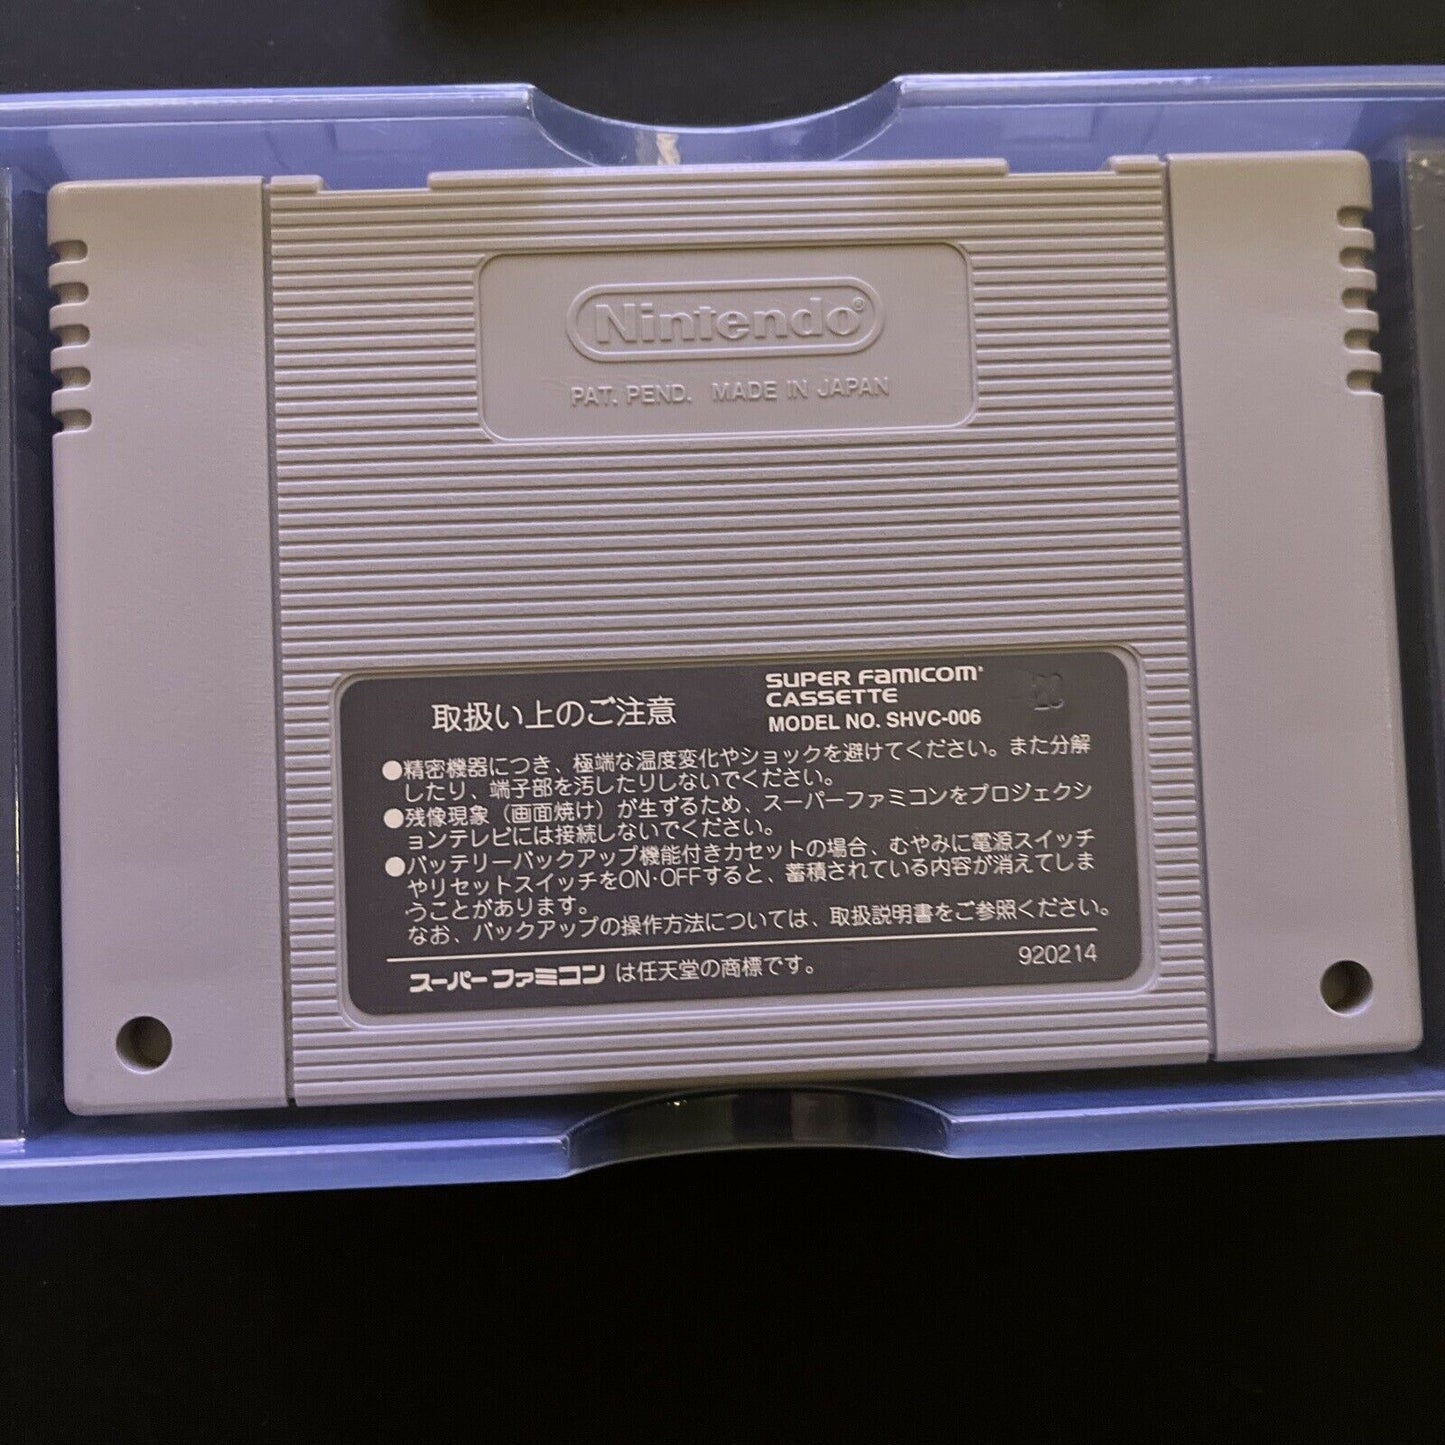 Nintendo®
PAT. PEND. MADE IN JAPAN
取扱い上のご注意
SUPER FAMICOM®
CASSETTE
MODEL NO. SHVC-006
●精密機器につき、極端な温度変化やショックを避けてください。また分解
したり、端子部を汚したりしないでください。
●残像現象（画面焼け）が生ずるため、スーパーファミコンをプロジェクシ
ョンテレビには接続しないでください。
●バッテリーバックアップ機能付きカセットの場合、むやみに電源スイッチ
やリセットスイッチをON・OFFすると、蓄積されている内容が消えてしま
うことがあります。
なお、バックアップの操作方法については、取扱説明書をご参照ください。
スーパーファミコン は任天堂の商標です。
920214